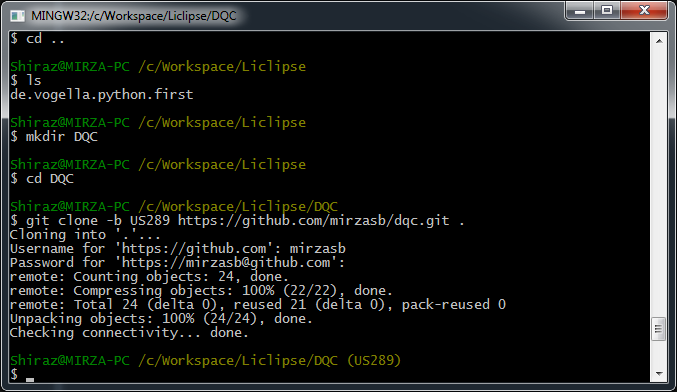 MINGW32:/c/Workspace/Liclipse/DQC
$ cd ..
Shiraz@MIRZA-PC /c/Workspace/Liclipse
$ ls
de.vogella.python.first
Shiraz@MIRZA-PC /c/Workspace/Liclipse
$ mkdir DQC
Shiraz@MIRZA-PC /c/Workspace/Liclipse
$ cd DQC
Shiraz@MIRZA-PC /c/Workspace/Liclipse/DQC
$ git clone -b US289 https://github.com/mirzasb/dqc.git .
Cloning into '.'...
Username for 'https://github.com': mirzasb
Password for 'https://mirzasb@github.com':
remote: Counting objects: 24, done.
remote: Compressing objects: 100% (22/22), done.
remote: Total 24 (delta 0), reused 21 (delta 0), pack-reused 0
Unpacking objects: 100% (24/24), done.
Checking connectivity... done.
Shiraz@MIRZA-PC /c/Workspace/Liclipse/DQC (US289)
$